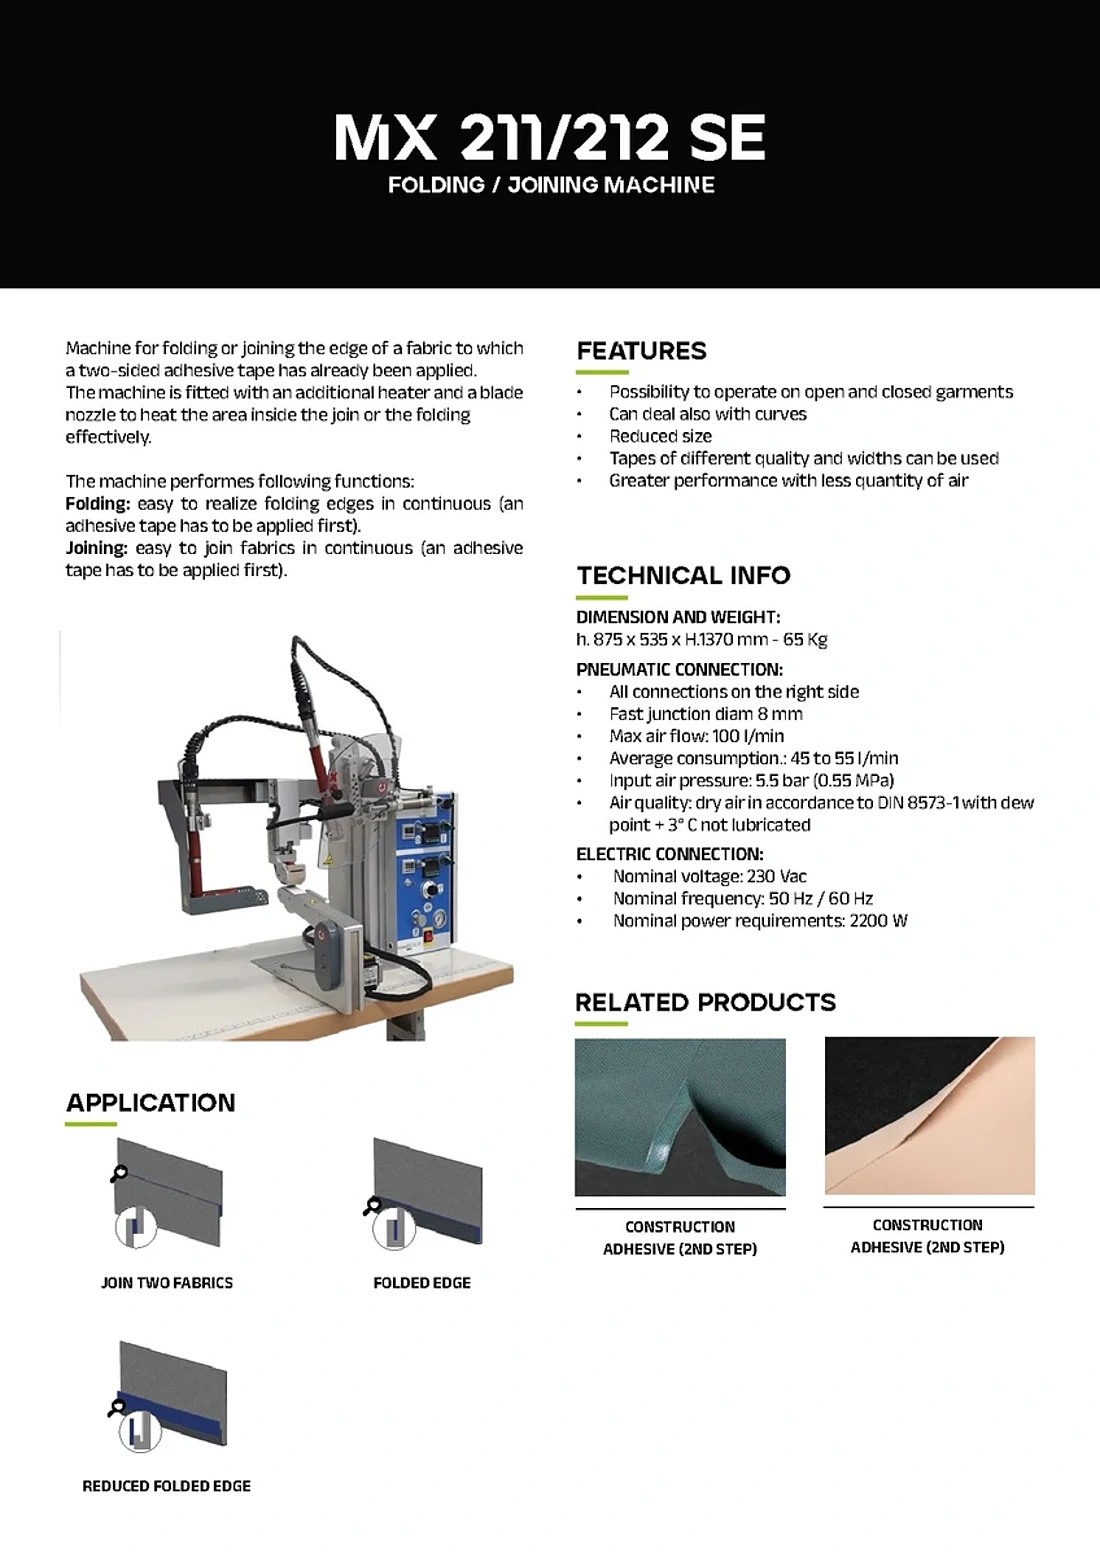 MX 211/212 SE
FOLDING / JOINING MACHINE
Machine for folding or joining the edge of a fabric to which
a two-sided adhesive tape has already been applied.
The machine is fitted with an additional heater and a blade
nozzle to heat the area inside the join or the folding
effectively.
The machine performes following functions:
Folding: easy to realize folding edges in continuous (an
adhesive tape has to be applied first).
Joining: easy to join fabrics in continuous (an adhesive
tape has to be applied first).
APPLICATION
JOIN TWO FABRICS
FOLDED EDGE
REDUCED FOLDED EDGE
FEATURES
• Possibility to operate on open and closed garments
• Can deal also with curves
• Reduced size
• Tapes of different quality and widths can be used
• Greater performance with less quantity of air
TECHNICAL INFO
DIMENSION AND WEIGHT:
h. 875 x 535 x H.1370 mm - 65 Kg
PNEUMATIC CONNECTION:
• All connections on the right side
• Fast junction diam 8 mm
• Max air flow: 100 l/min
• Average consumption.: 45 to 55 l/min
• Input air pressure: 5.5 bar (0.55 MPa)
• Air quality: dry air in accordance to DIN 8573-1 with dew
point + 3° C not lubricated
ELECTRIC CONNECTION:
• Nominal voltage: 230 Vac
• Nominal frequency: 50 Hz / 60 Hz
• Nominal power requirements: 2200 W
RELATED PRODUCTS
CONSTRUCTION
ADHESIVE (2ND STEP)
CONSTRUCTION
ADHESIVE (2ND STEP)